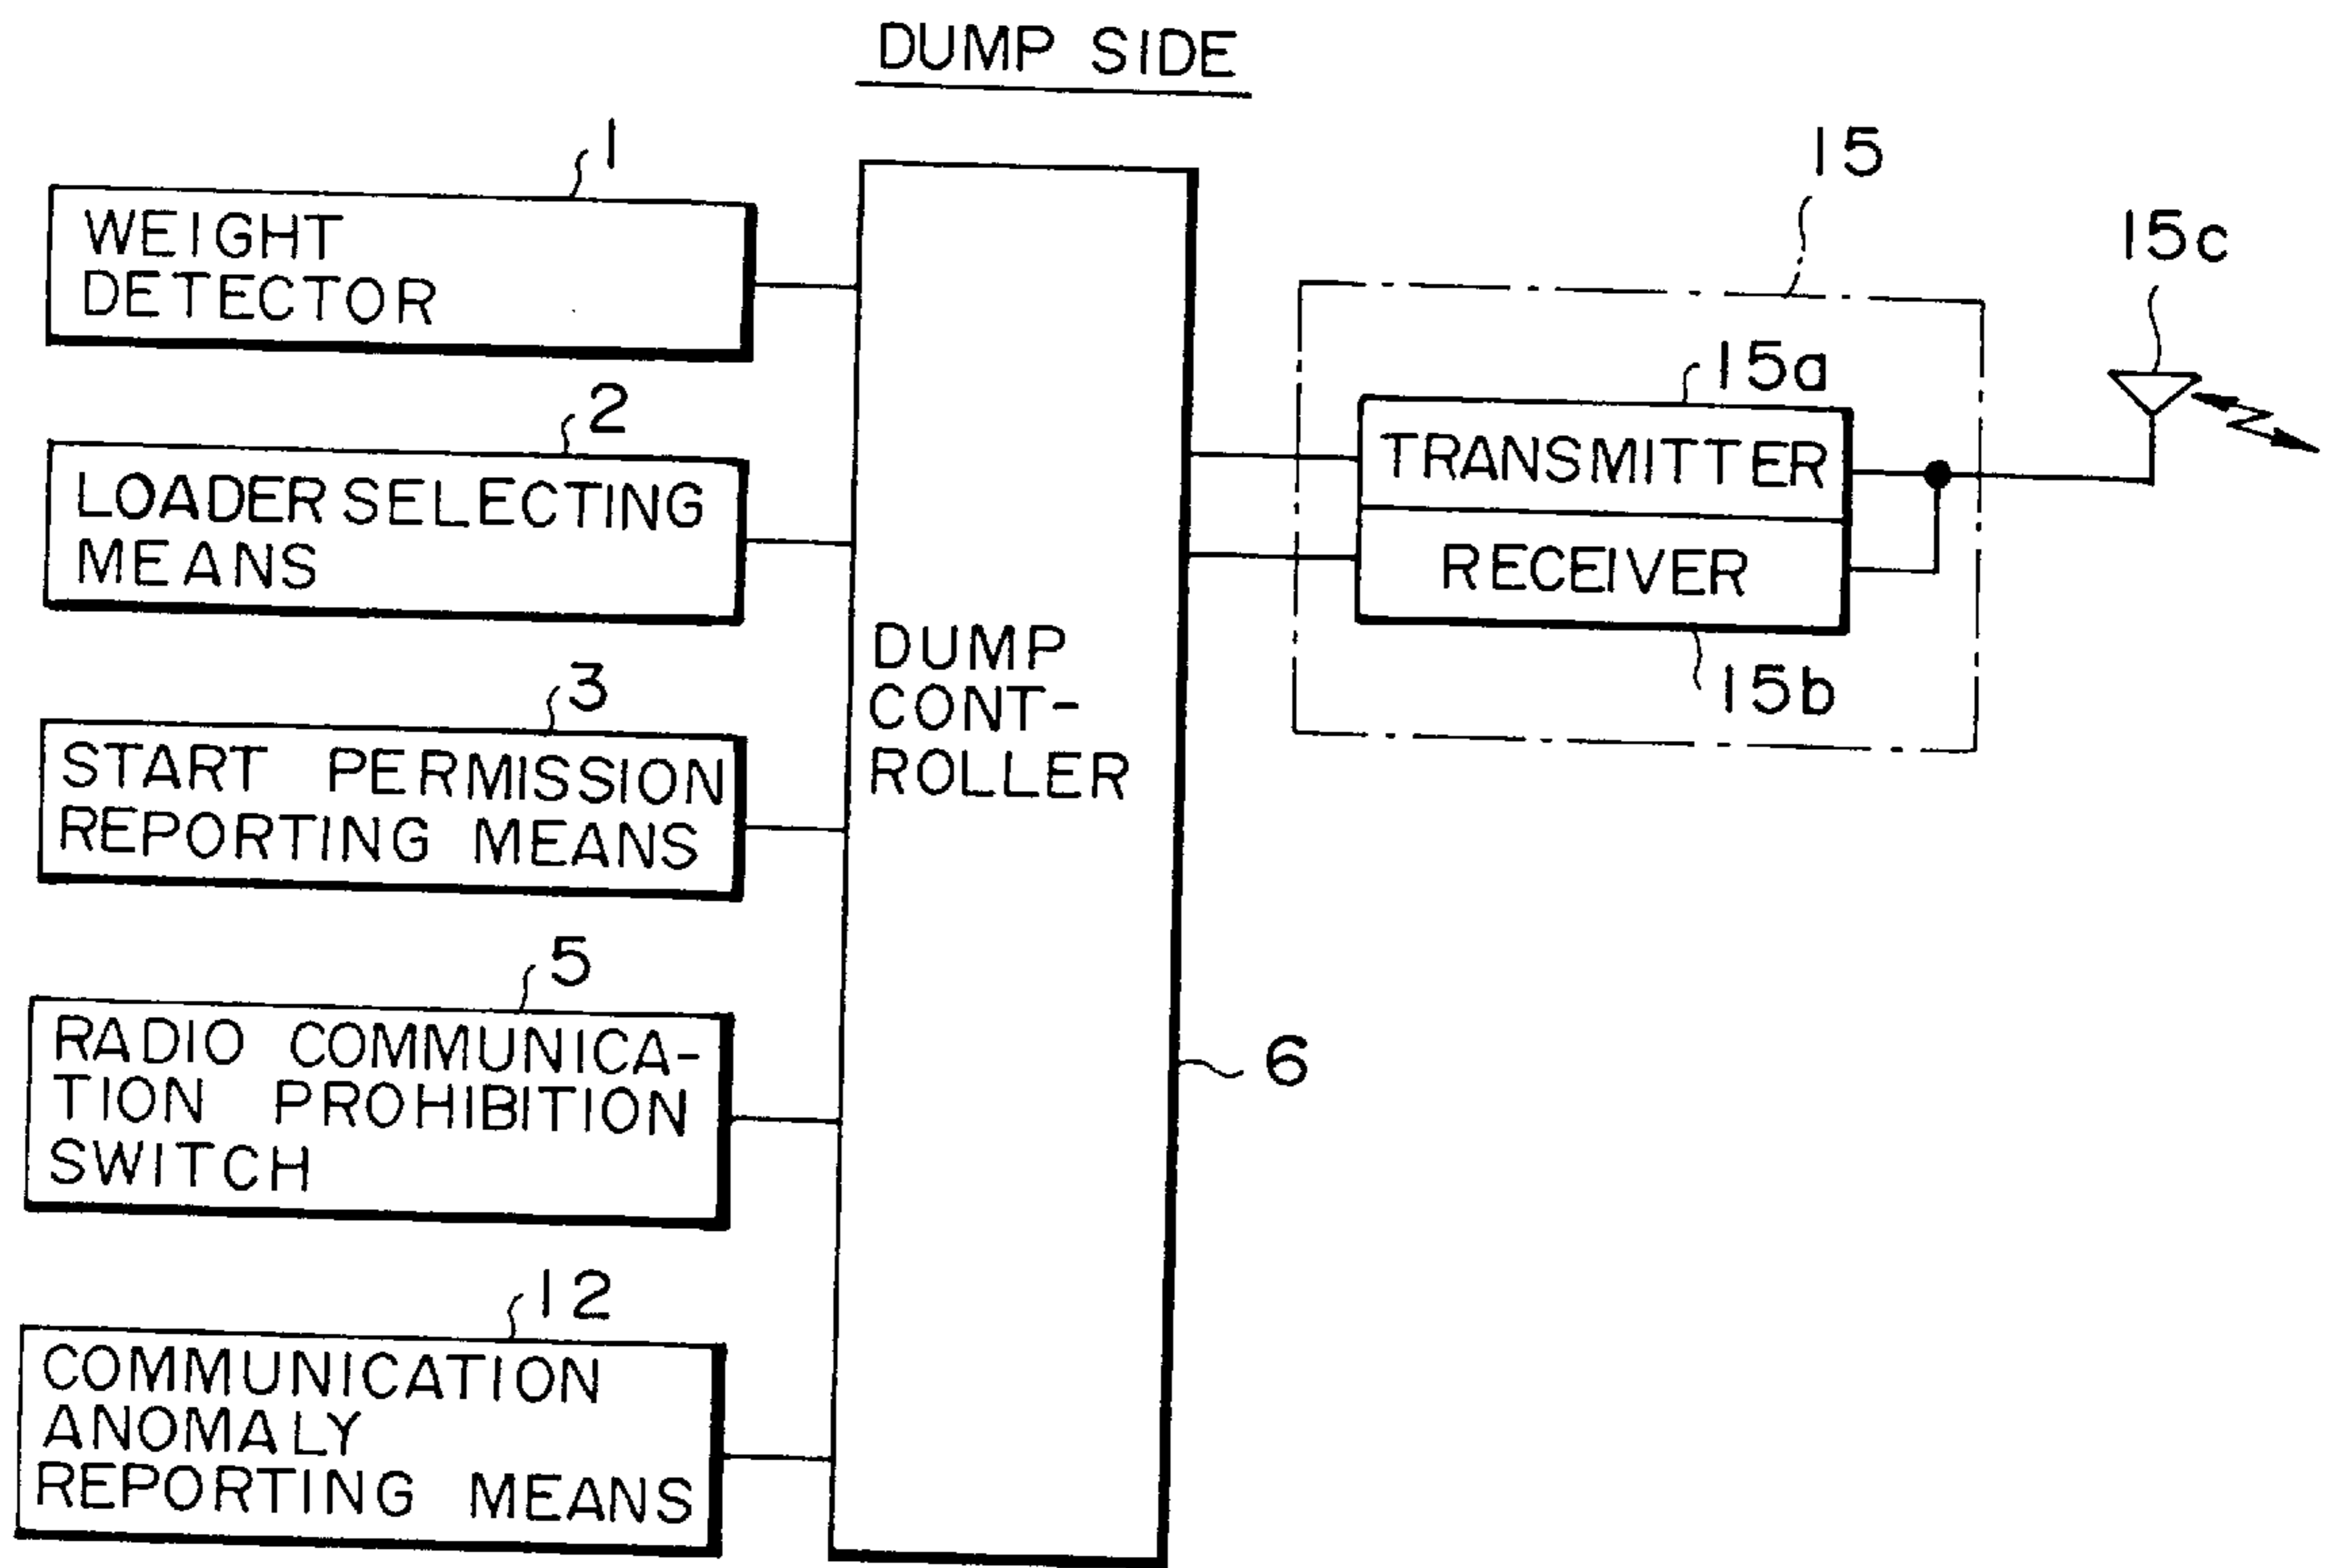 DUMP SIDE
1
WEIGHT
DETECTOR
2
LOADER SELECTING
MEANS
3
START PERMISSION
REPORTING MEANS
5
RADIO COMMUNICA-
TION PROHIBITION
SWITCH
12
COMMUNICATION
ANOMALY
REPORTING MEANS
DUMP
CONT-
ROLLER
6
15
15a
TRANSMITTER
RECEIVER
15b
15c